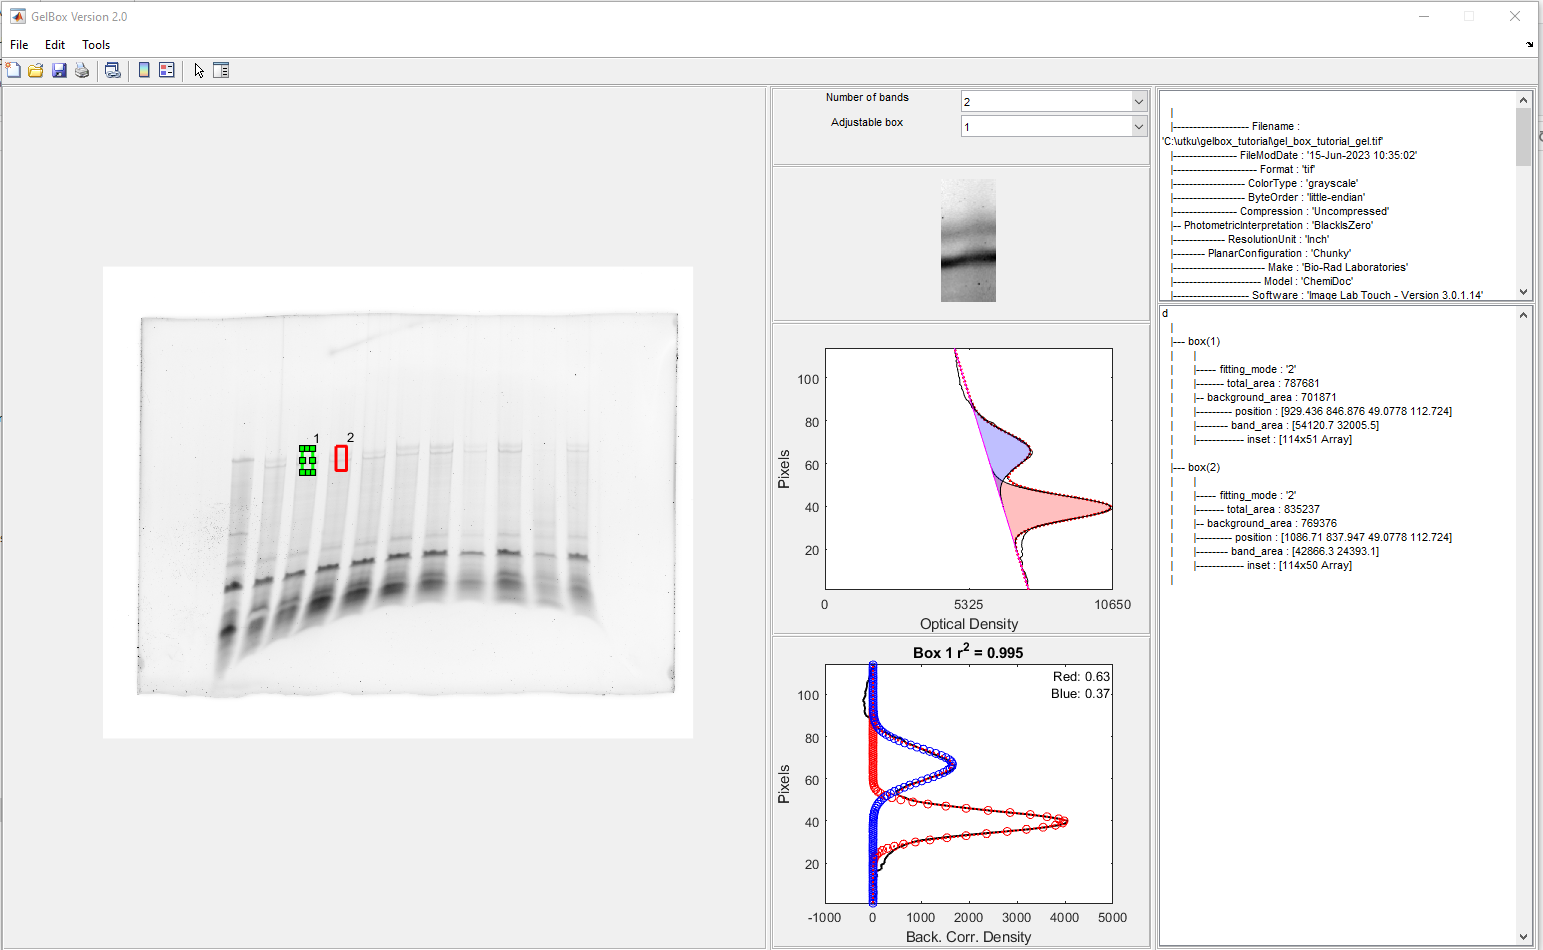 GelBox Version 2.0
File Edit Tools
Number of bands 2
Adjustable box 1
1 2
100
80
60
40
20
Pixels
0 5325 10650
Optical Density
Box 1 r² = 0.995
Red: 0.63
Blue: 0.37
100
80
60
40
20
Pixels
-1000 0 1000 2000 3000 4000 5000
Back. Corr. Density
|
|------------------- Filename :
'C:\utku\gelbox_tutorial\gel_box_tutorial_gel.tif'
|---------------- FileModDate : '15-Jun-2023 10:35:02'
|--------------------- Format : 'tif'
|------------------ ColorType : 'grayscale'
|------------------ ByteOrder : 'little-endian'
|---------------- Compression : 'Uncompressed'
|-- PhotometricInterpretation : 'BlackIsZero'
|------------- ResolutionUnit : 'Inch'
|-------- PlanarConfiguration : 'Chunky'
|----------------------- Make : 'Bio-Rad Laboratories'
|---------------------- Model : 'ChemiDoc'
|------------------- Software : 'Image Lab Touch - Version 3.0.1.14'
d
|
|--- box(1)
| |
| |----- fitting_mode : '2'
| |------- total_area : 787681
| |-- background_area : 701871
| |--------- position : [929.436 846.876 49.0778 112.724]
| |-------- band_area : [54120.7 32005.5]
| |------------ inset : [114x51 Array]
|
|--- box(2)
| |
| |----- fitting_mode : '2'
| |------- total_area : 835237
| |-- background_area : 769376
| |--------- position : [1086.71 837.947 49.0778 112.724]
| |-------- band_area : [42866.3 24393.1]
| |------------ inset : [114x50 Array]
|